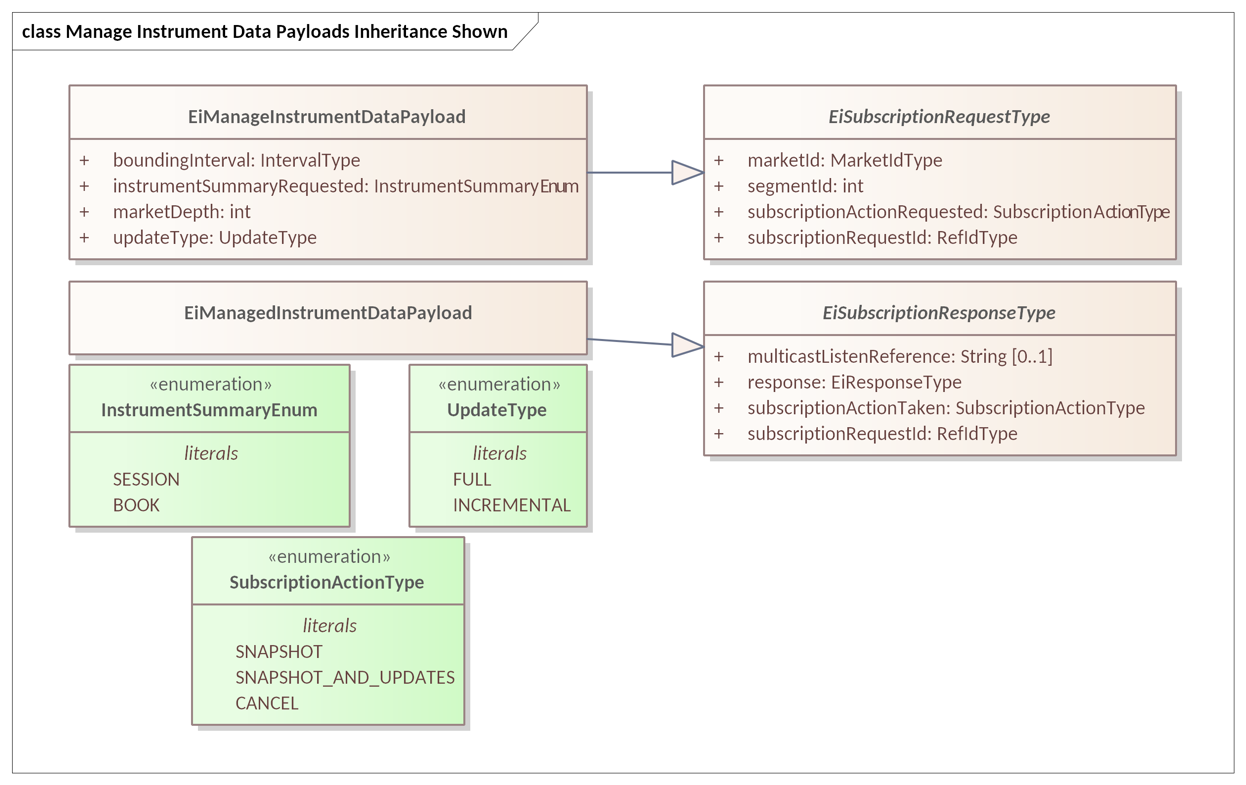 class Manage Instrument Data Payloads Inheritance Shown
EiManageInstrumentDataPayload
+ boundingInterval: IntervalType
+ instrumentSummaryRequested: InstrumentSummaryEnum
+ marketDepth: int
+ updateType: UpdateType
EiSubscriptionRequestType
+ marketId: MarketIdType
+ segmentId: int
+ subscriptionActionRequested: SubscriptionActionType
+ subscriptionRequestId: RefIdType
EiManagedInstrumentDataPayload
EiSubscriptionResponseType
+ multicastListenReference: String [0..1]
+ response: EiResponseType
+ subscriptionActionTaken: SubscriptionActionType
+ subscriptionRequestId: RefIdType
«enumeration»
InstrumentSummaryEnum
literals
SESSION
BOOK
«enumeration»
UpdateType
literals
FULL
INCREMENTAL
«enumeration»
SubscriptionActionType
literals
SNAPSHOT
SNAPSHOT_AND_UPDATES
CANCEL